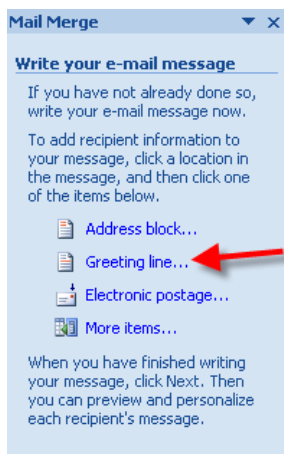 Mail Merge
Write your e-mail message
If you have not already done so,
write your e-mail message now.
To add recipient information to
your message, click a location in
the message, and then click one
of the items below.
Address block...
Greeting line...
Electronic postage...
More items...
When you have finished writing
your message, click Next. Then
you can preview and personalize
each recipient's message.